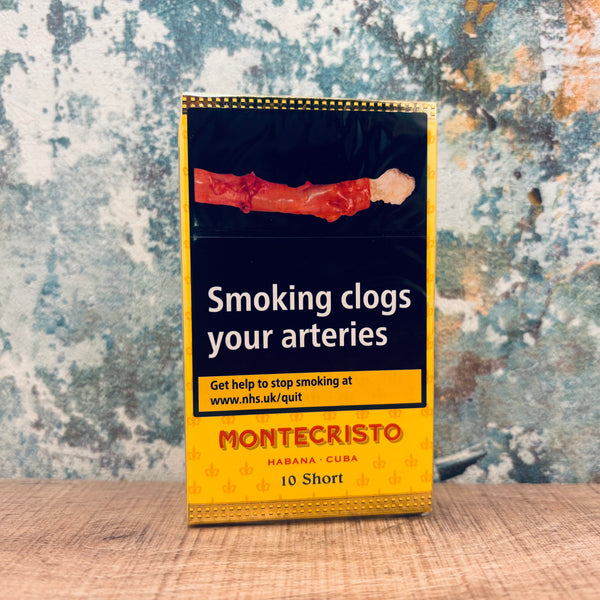 Smoking clogs
your arteries
Get help to stop smoking at
www.nhs.uk/quit
MONTECRISTO
HABANA · CUBA
10 Short